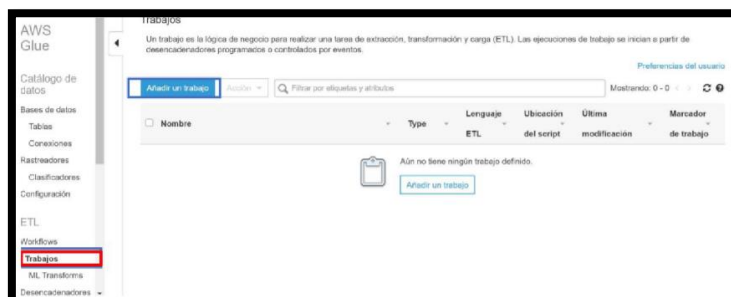 AWS
Glue
Catálogo de
datos
Bases de datos
Tablas
Conexiones
Rastreadores
Clasificadores
Configuración
ETL
Workflows
Trabajos
ML Transforms
Desencadenadores
Trabajos
Un trabajo es la lógica de negocio para realizar una tarea de extracción, transformación y carga (ETL). Las ejecuciones de trabajo se inician a partir de
desencadenadores programados o controlados por eventos.
Preferencias del usuario
Añadir un trabajo
Acción
Filtrar por etiquetas y atributos
Mostrando: 0 - 0
Nombre
Type
Lenguaje
ETL
Ubicación
del script
Última
modificación
Marcador
de trabajo
Aún no tiene ningún trabajo definido.
Añadir un trabajo